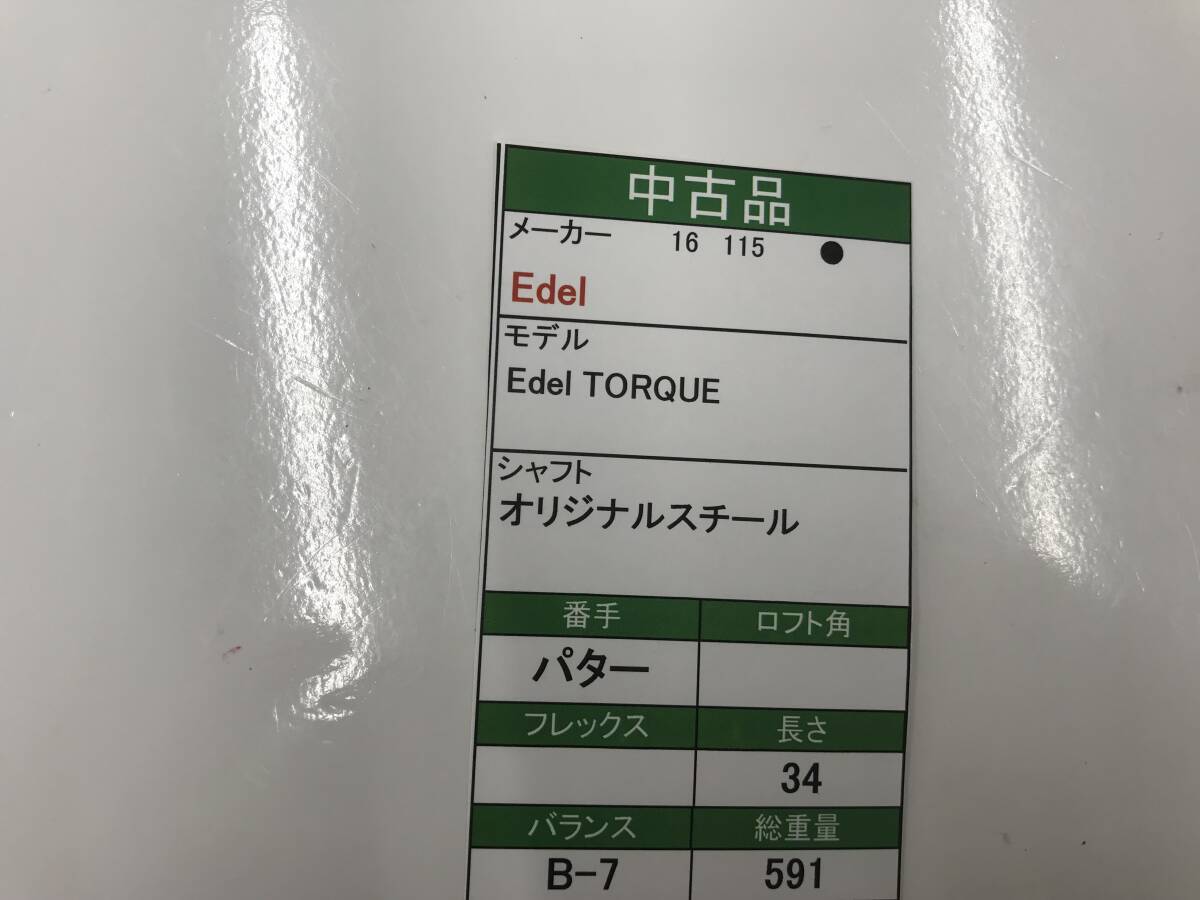 中古品
メーカー 16 115 ●
Edel
モデル
Edel TORQUE
シャフト
オリジナルスチール
番手 ロフト角
パター
フレックス 長さ
34
バランス 総重量
B-7 591